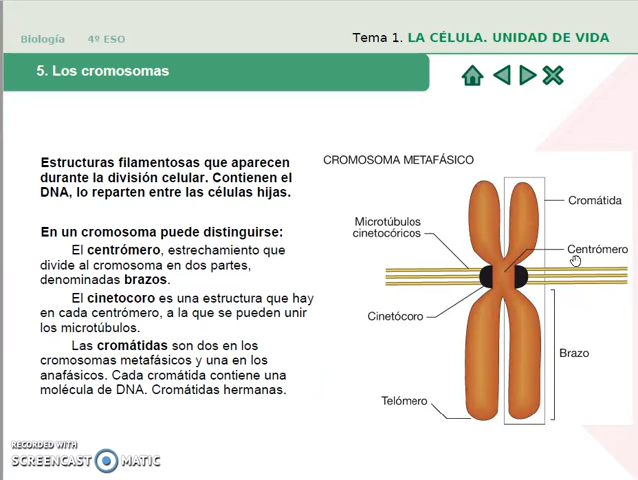 Biología 4º ESO
Tema 1. LA CÉLULA. UNIDAD DE VIDA
5. Los cromosomas
Estructuras filamentosas que aparecen
durante la división celular. Contienen el
DNA, lo reparten entre las células hijas.
En un cromosoma puede distinguirse:
El centrómero, estrechamiento que
divide al cromosoma en dos partes,
denominadas brazos.
El cinetocoro es una estructura que hay
en cada centrómero, a la que se pueden unir
los microtúbulos.
Las cromátidas son dos en los
cromosomas metafásicos y una en los
anafásicos. Cada cromátida contiene una
molécula de DNA. Cromátidas hermanas.
CROMOSOMA METAFÁSICO
Cromátida
Microtúbulos
cinetocóricos
Centrómero
Cinetócoro
Brazo
Telómero
RECORDED WITH
SCREENCAST MATIC